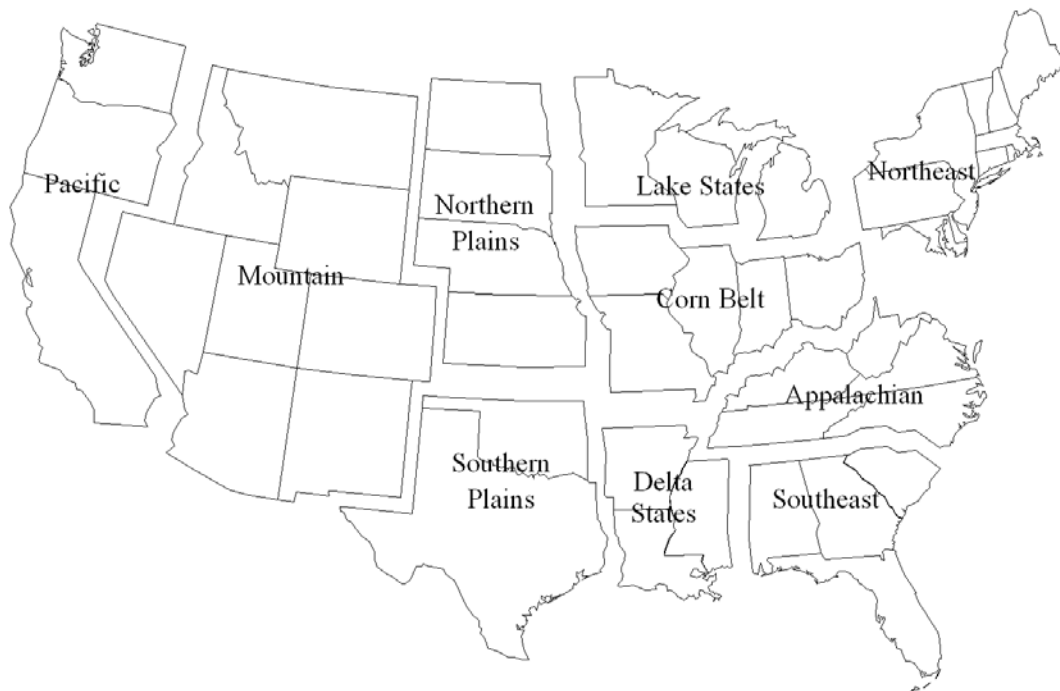 Pacific
Mountain
Northern
Plains
Lake States
Northeast
Corn Belt
Appalachian
Southern
Plains
Delta
States
Southeast